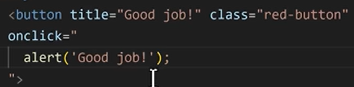 <button title="Good job!" class="red-button"
onclick="
alert('Good job!');
">